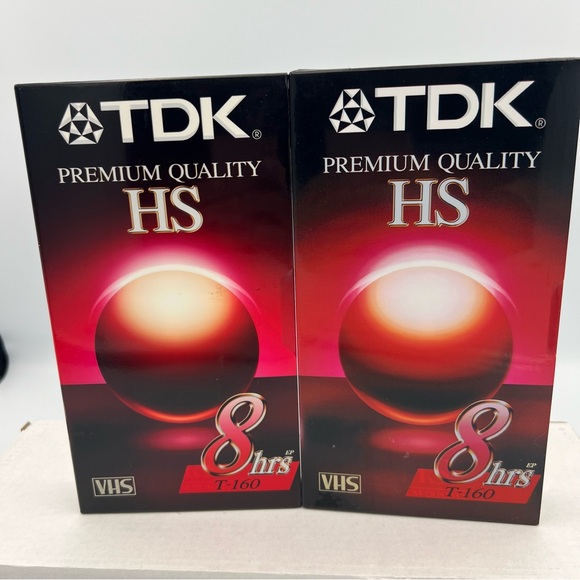 TDK®
PREMIUM QUALITY
HS
8hrs EP
T-160
VHS
TDK®
PREMIUM QUALITY
HS
8hrs EP
T-160
VHS